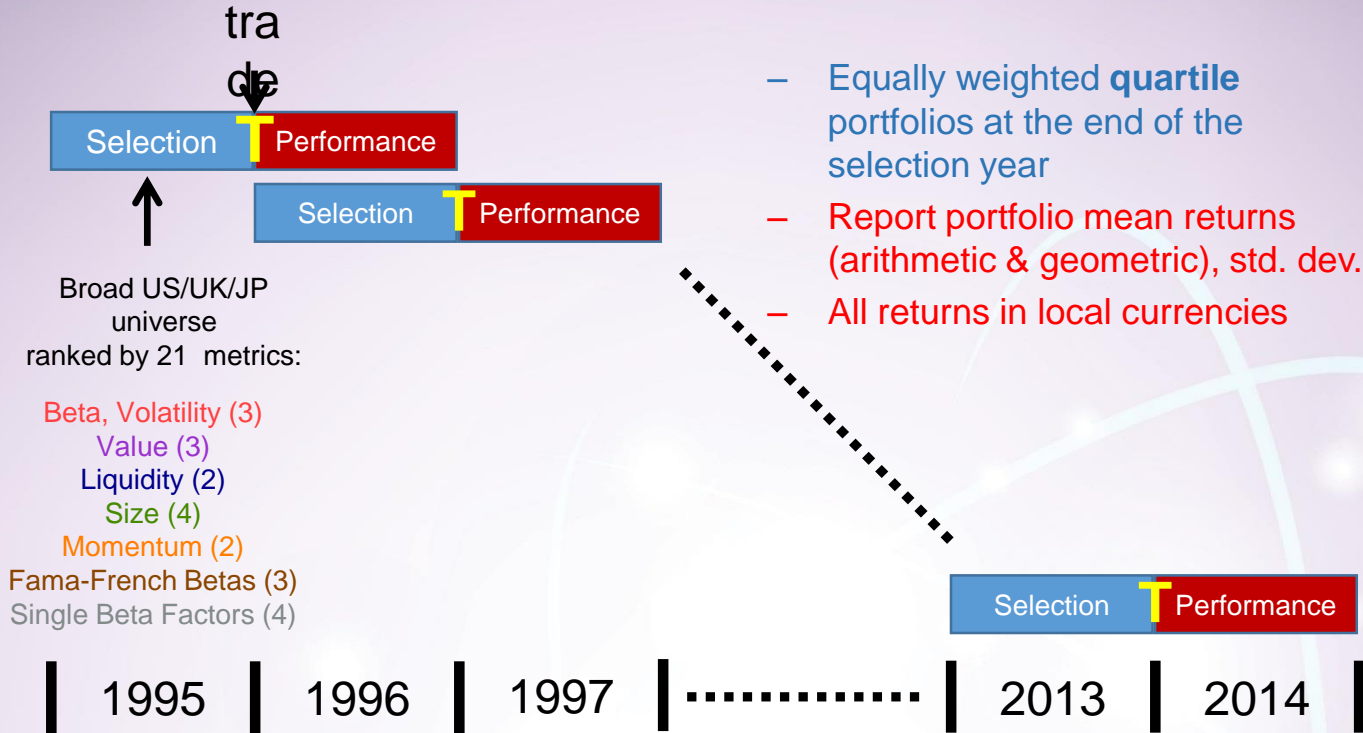 tra
de
Selection T Performance
Selection T Performance
Broad US/UK/JP
universe
ranked by 21 metrics:
Beta, Volatility (3)
Value (3)
Liquidity (2)
Size (4)
Momentum (2)
Fama-French Betas (3)
Single Beta Factors (4)
– Equally weighted quartile
portfolios at the end of the
selection year
– Report portfolio mean returns
(arithmetic & geometric), std. dev.
– All returns in local currencies
Selection T Performance
1995 1996 1997 2013 2014